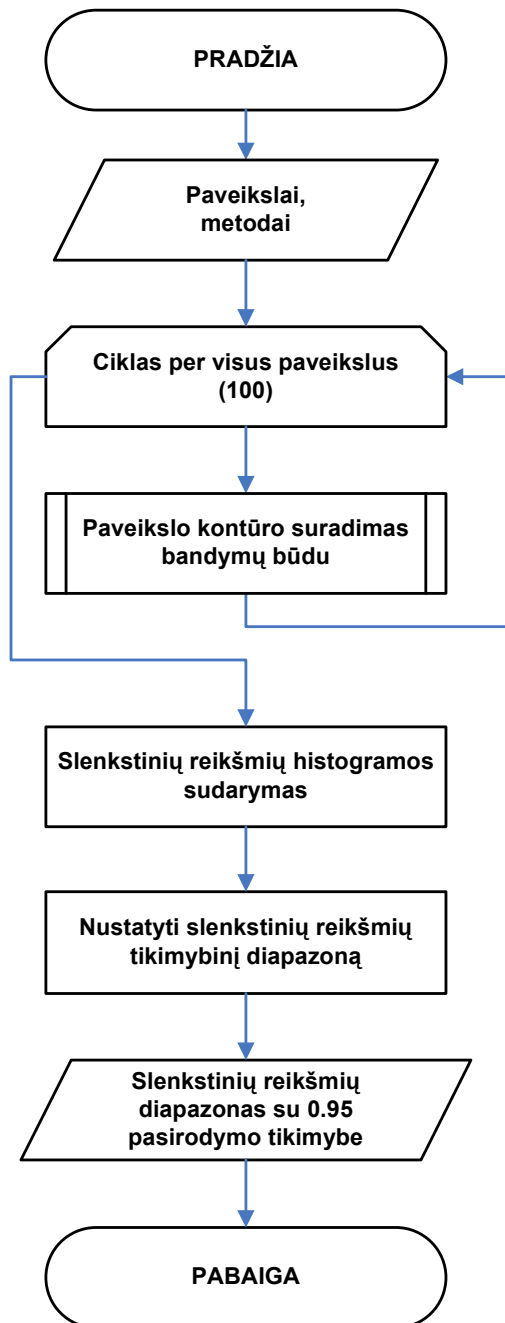 PRADŽIA
Paveikslai,
metodai
Ciklas per visus paveikslus
(100)
Paveikslo kontūro suradimas
bandymų būdu
Slenkstinių reikšmių histogramos
sudarymas
Nustatyti slenkstinių reikšmių
tikimybinį diapazoną
Slenkstinių reikšmių
diapazonas su 0.95
pasirodymo tikimybe
PABAIGA